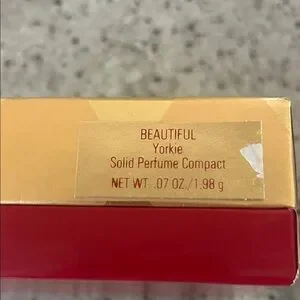 BEAUTIFUL
Yorkie
Solid Perfume Compact
NET WT. .07 OZ./1.98 g